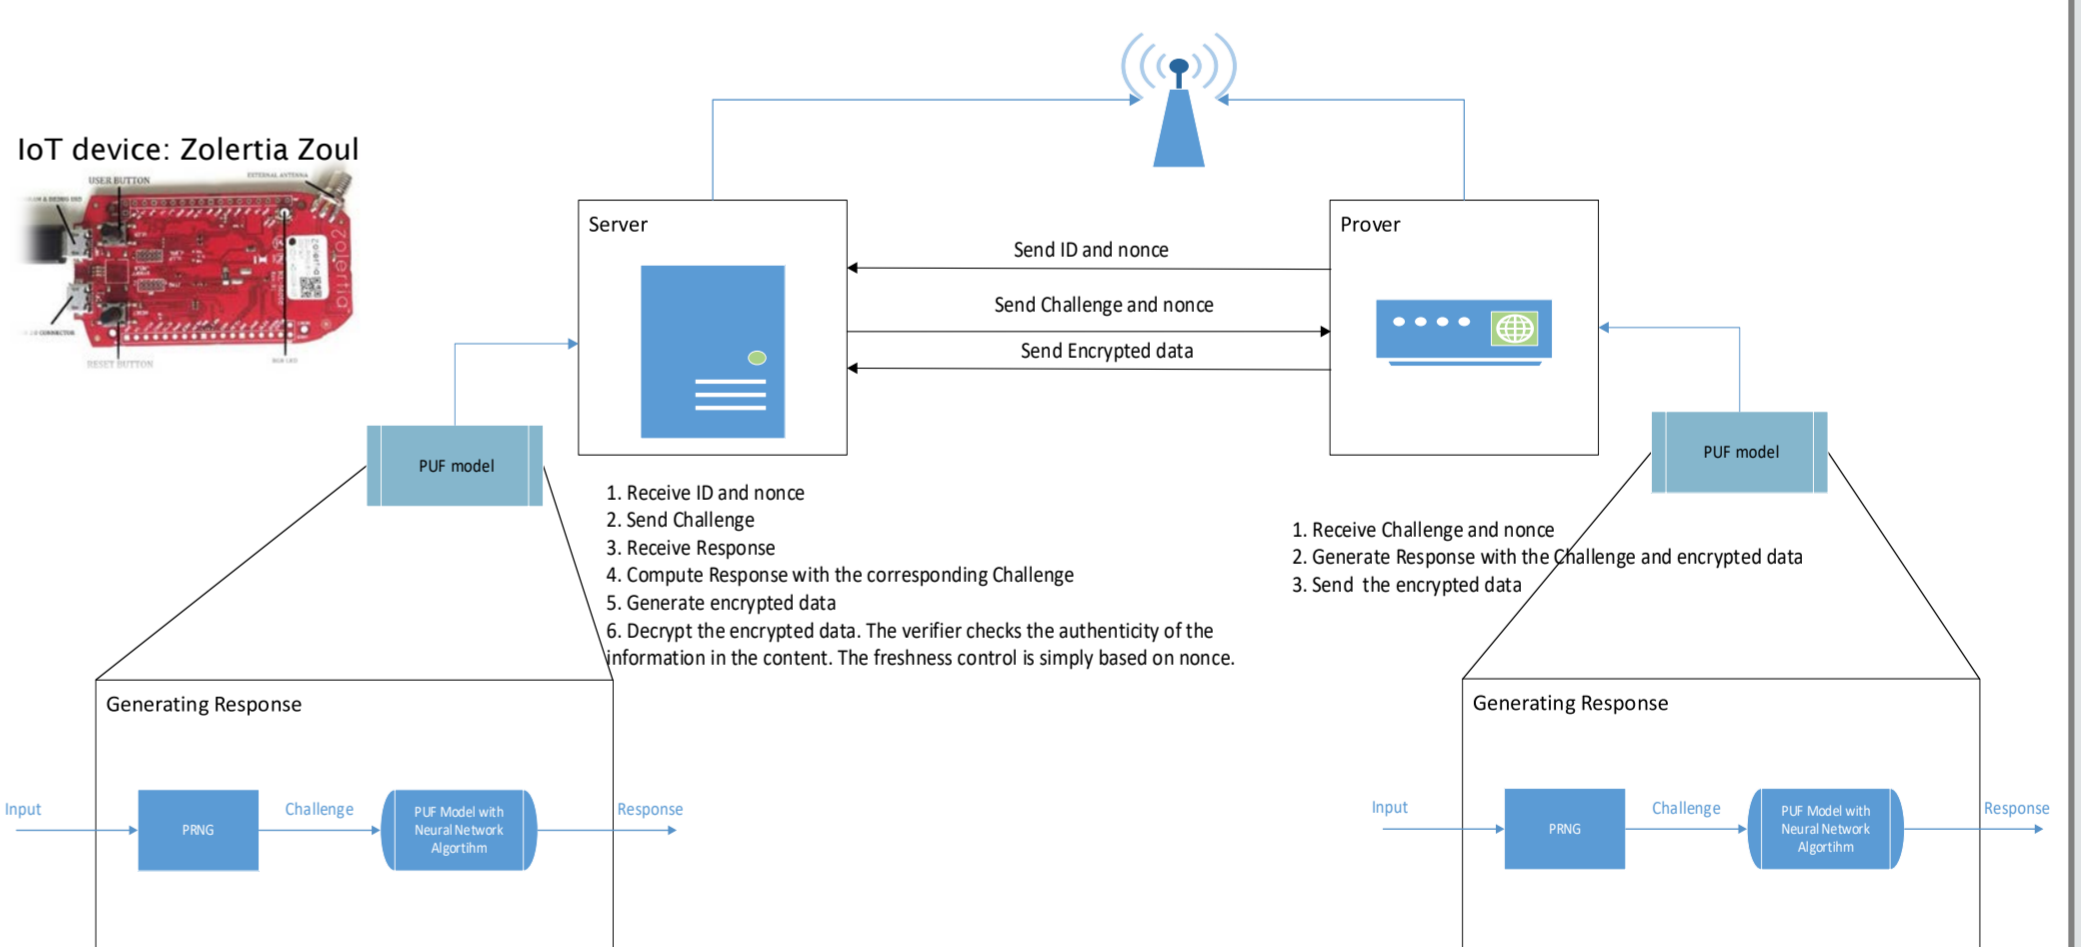 IoT device: Zolertia Zoul
USER BUTTON
EXTERNAL ANTENNA
RESET BUTTON
RGB LED
zolertia
Server
Prover
Send ID and nonce
Send Challenge and nonce
Send Encrypted data
PUF model
PUF model
1. Receive ID and nonce
2. Send Challenge
3. Receive Response
4. Compute Response with the corresponding Challenge
5. Generate encrypted data
6. Decrypt the encrypted data. The verifier checks the authenticity of the
information in the content. The freshness control is simply based on nonce.
1. Receive Challenge and nonce
2. Generate Response with the Challenge and encrypted data
3. Send the encrypted data
Generating Response
Input
PRNG
Challenge
PUF Model with
Neural Network
Algortihm
Response
Generating Response
Input
PRNG
Challenge
PUF Model with
Neural Network
Algortihm
Response